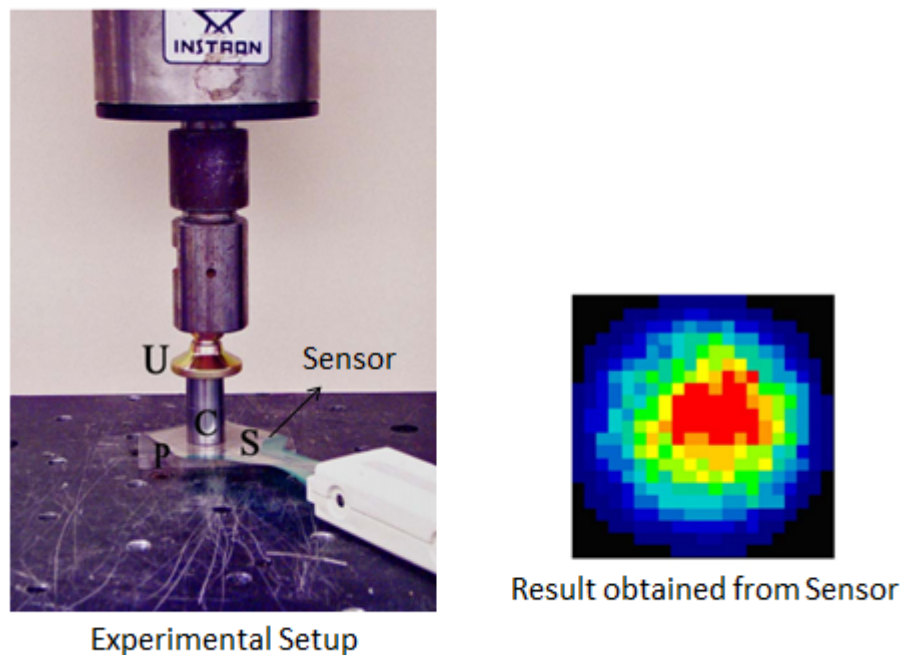 INSTRON
U
Sensor
C
S
P
Experimental Setup
Result obtained from Sensor